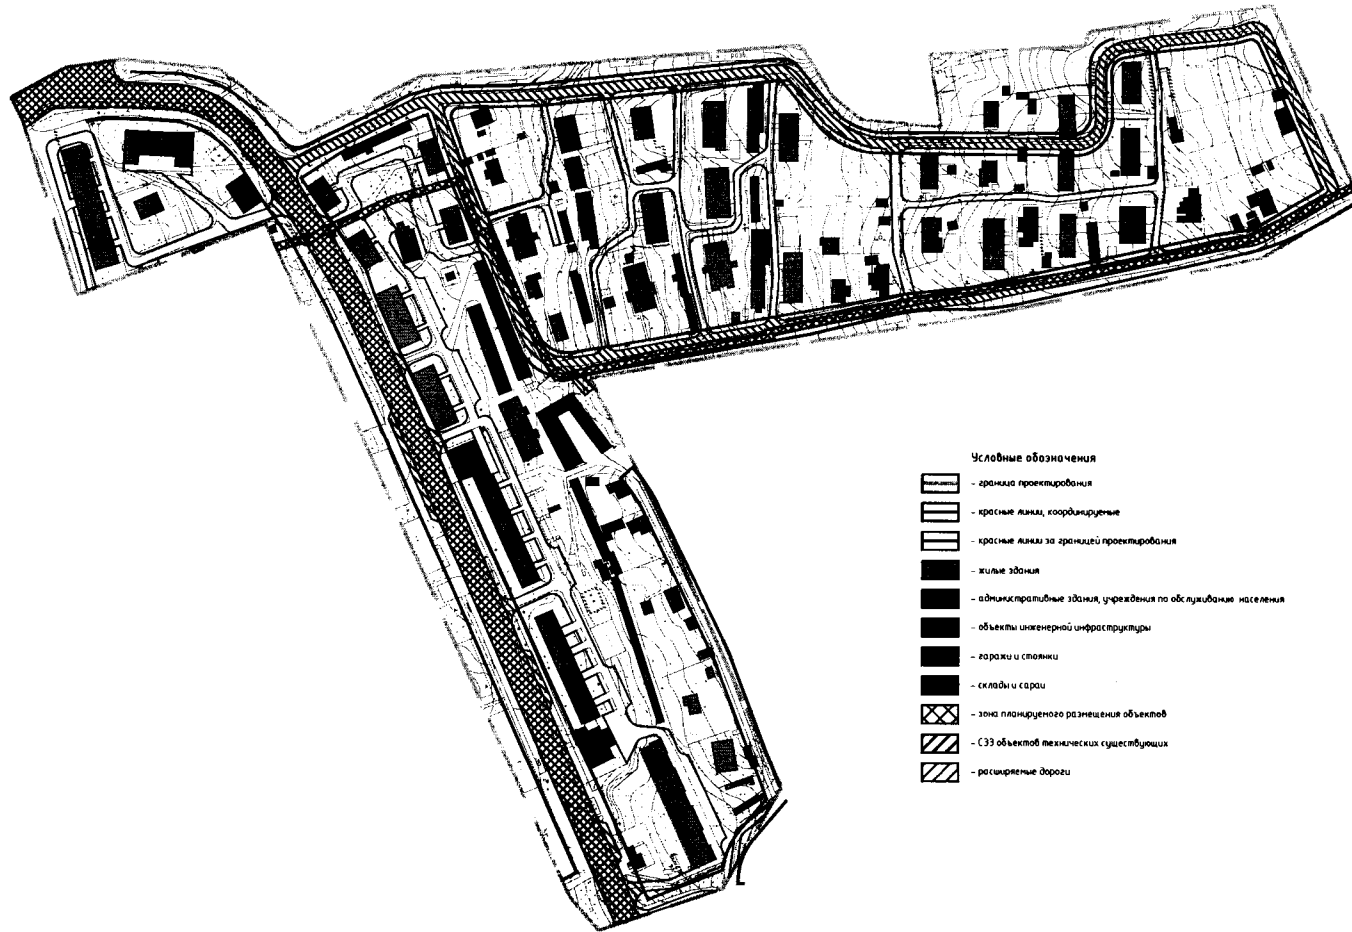 Условные обозначения
- граница проектирования
- красные линии, координируемые
- красные линии за границей проектирования
- жилые здания
- административные здания, учреждения по обслуживанию населения
- объекты инженерной инфраструктуры
- гаражи и стоянки
- склады и сараи
- зона планируемого размещения объектов
- СЗЗ объектов технических существующих
- расширяемые дороги